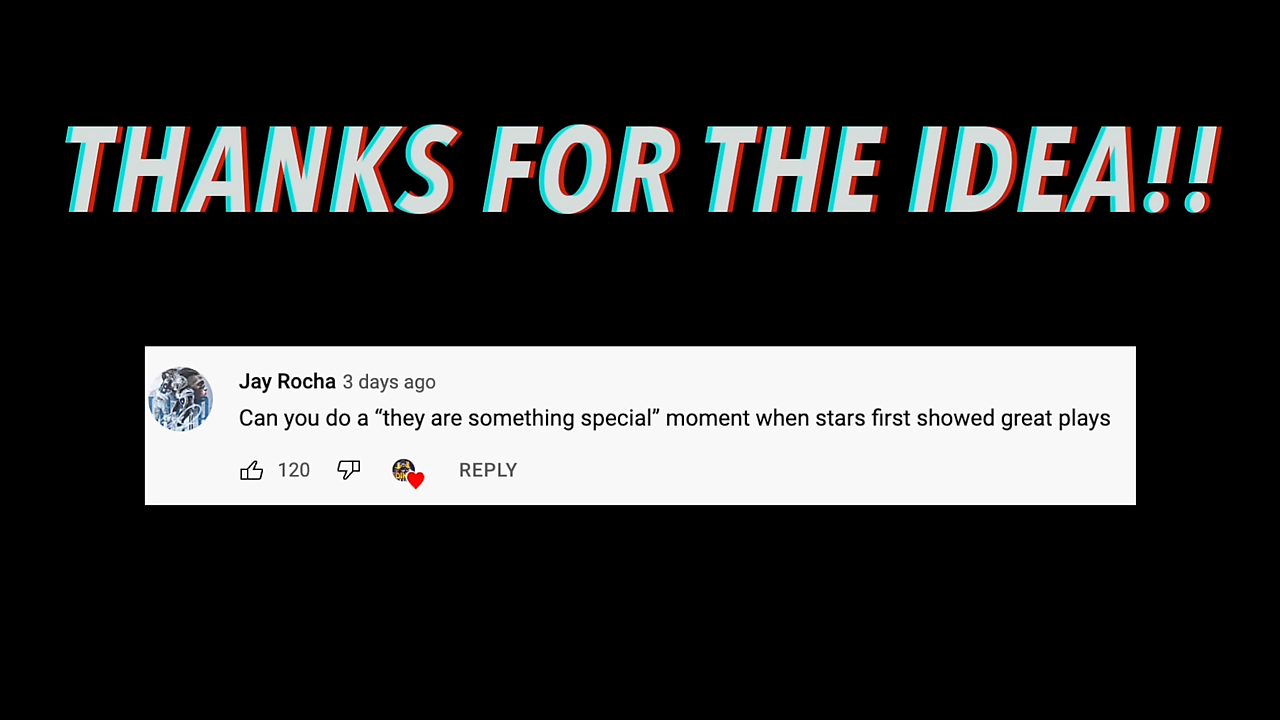 THANKS FOR THE IDEA!!
Jay Rocha 3 days ago
Can you do a “they are something special” moment when stars first showed great plays
120 REPLY